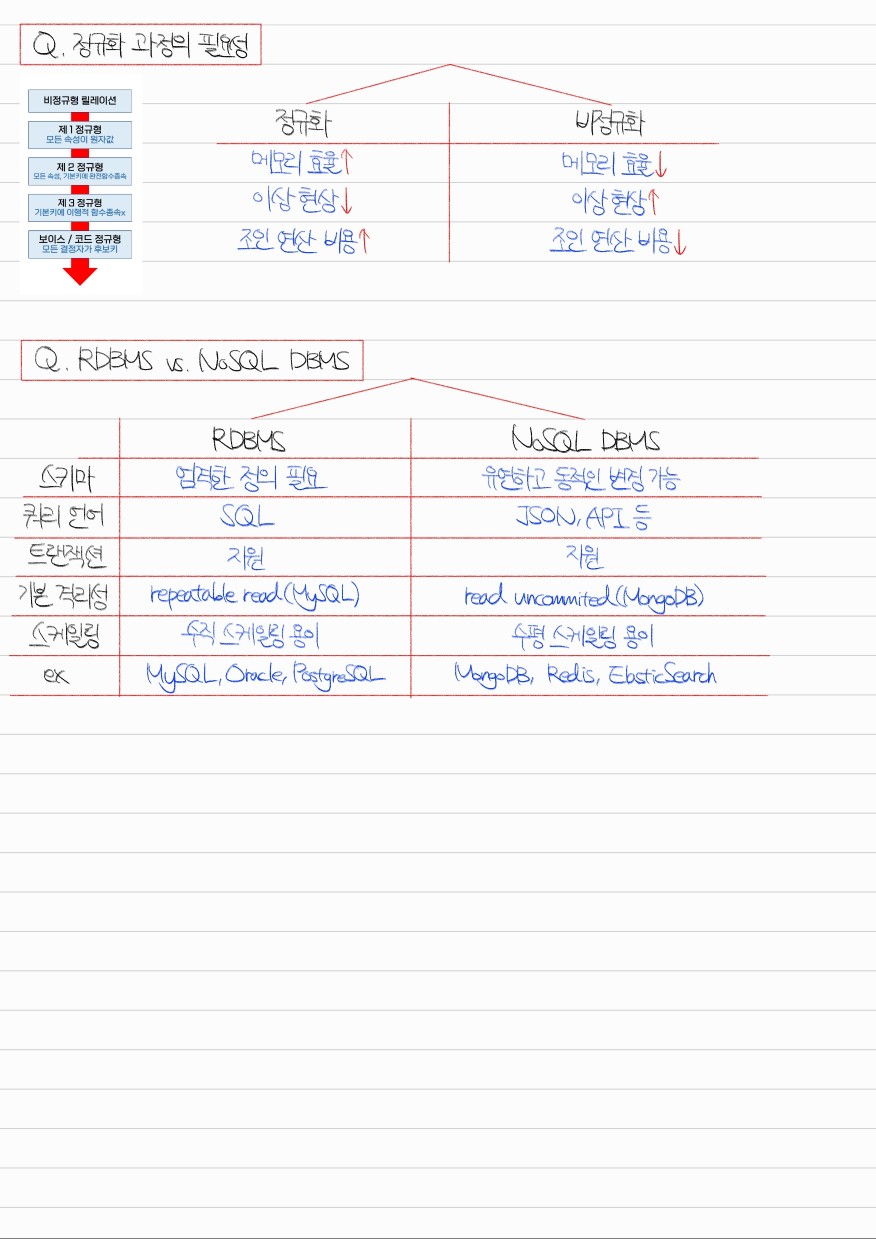 Q. 정규화 과정의 필요성
비정규형 릴레이션
제 1 정규형
모든 속성이 원자값
제 2 정규형
모든 속성, 기본키에 완전함수종속
제 3 정규형
기본키에 이행적 함수종속x
보이스 / 코드 정규형
모든 결정자가 후보키
정규화 비정규화
메모리 효율↑ 메모리 효율↓
이상 현상↓ 이상 현상↑
조인 연산 비용↑ 조인 연산 비용↓
Q. RDBMS vs. NoSQL DBMS
RDBMS NoSQL DBMS
스키마 엄격한 정의 필요 유연하고 동적인 변경 가능
쿼리 언어 SQL JSON, API 등
트랜잭션 지원 지원
기본 격리성 repeatable read(MySQL) read uncommited(MongoDB)
스케일링 수직 스케일링 용이 수평 스케일링 용이
ex MySQL, Oracle, PostgreSQL MongoDB, Redis, ElasticSearch